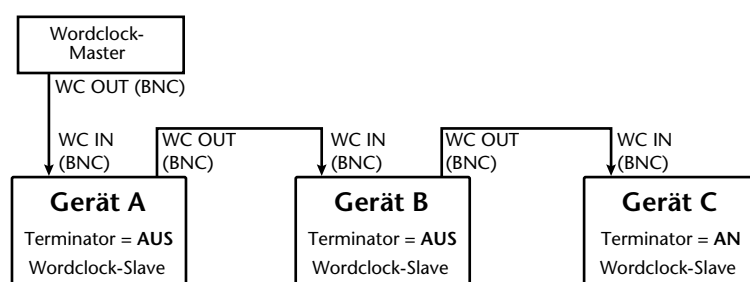 Wordclock-
Master
WC OUT (BNC)
WC IN
(BNC)
WC OUT
(BNC)
WC IN
(BNC)
WC OUT
(BNC)
WC IN
(BNC)
Gerät A
Terminator = AUS
Wordclock-Slave
Gerät B
Terminator = AUS
Wordclock-Slave
Gerät C
Terminator = AN
Wordclock-Slave